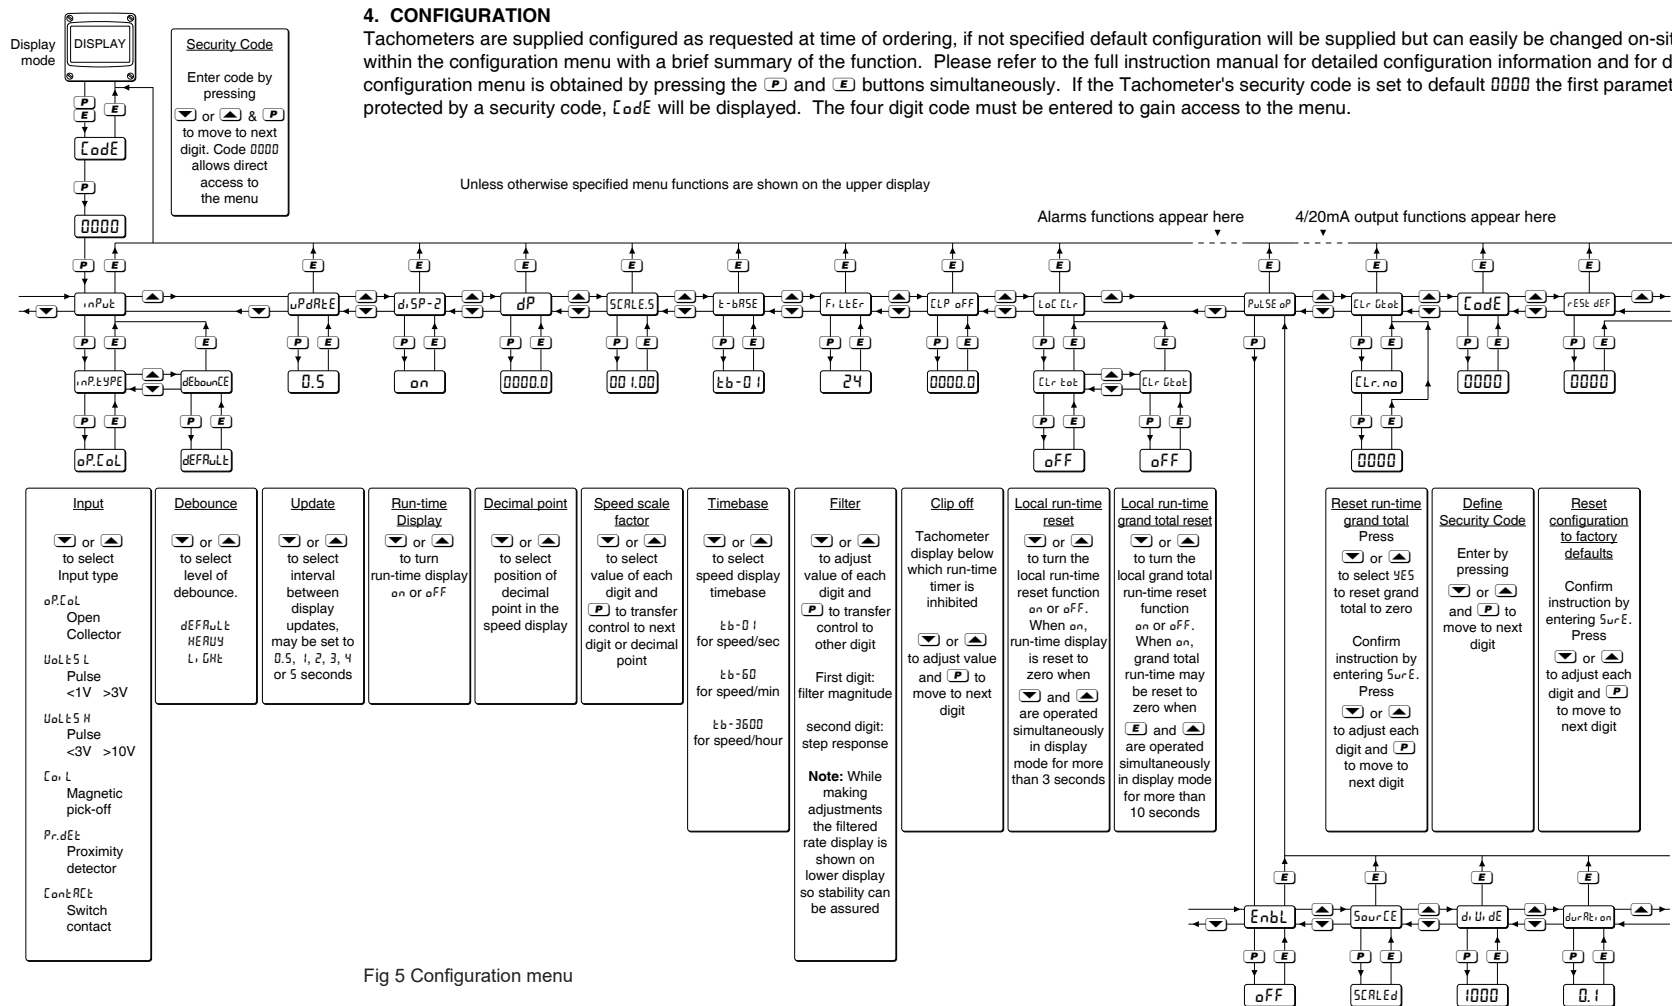 4. CONFIGURATION
Tachometers are supplied configured as requested at time of ordering, if not specified default configuration will be supplied but can easily be changed on-sit
within the configuration menu with a brief summary of the function. Please refer to the full instruction manual for detailed configuration information and for d
configuration menu is obtained by pressing the P and E buttons simultaneously. If the Tachometer's security code is set to default 0000 the first paramet
protected by a security code, CodE will be displayed. The four digit code must be entered to gain access to the menu.
Display
mode
DISPLAY
Security Code
Enter code by
pressing
▼ or ▲ & P
to move to next
digit. Code 0000
allows direct
access to
the menu
P
E
E
CodE
P
0000
Unless otherwise specified menu functions are shown on the upper display
Alarms functions appear here
4/20mA output functions appear here
P E
E E E E E E E E E E E E
inPut
uPdAtE
diSP-2
dP
SCALE.S
t-bASE
FiLtEr
CLP oFF
LoC CLr
PuLSE oP
CLr Gtot
CodE
rESt dEF
P E
E
P E
P E
P E
P E
P E
P E
P E
P E
E
P
P E
P E
P E
inP.tYPE
dEbounCE
0.5
on
0000.0
001.00
tb-01
24
0000.0
CLr tot
CLr Gtot
CLr.no
0000
0000
P E
P E
P E
P E
P E
oP.CoL
dEFAuLt
oFF
oFF
0000
Input
▼ or ▲
to select
Input type
oP.CoL
Open
Collector
VoLtS L
Pulse
<1V >3V
VoLtS H
Pulse
<3V >10V
CoiL
Magnetic
pick-off
Pr.dEt
Proximity
detector
ContACt
Switch
contact
Debounce
▼ or ▲
to select
level of
debounce.
dEFAuLt
HEAVY
LiGHt
Update
▼ or ▲
to select
interval
between
display
updates,
may be set to
0.5, 1, 2, 3, 4
or 5 seconds
Run-time
Display
▼ or ▲
to turn
run-time display
on or oFF
Decimal point
▼ or ▲
to select
position of
decimal
point in the
speed display
Speed scale
factor
▼ or ▲
to select
value of each
digit and
P to transfer
control to next
digit or decimal
point
Timebase
▼ or ▲
to select
speed display
timebase
tb-01
for speed/sec
tb-60
for speed/min
tb-3600
for speed/hour
Filter
▼ or ▲
to adjust
value of each
digit and
P to transfer
control to
other digit
First digit:
filter magnitude
second digit:
step response
Note: While
making
adjustments
the filtered
rate display is
shown on
lower display
so stability can
be assured
Clip off
Tachometer
display below
which run-time
timer is
inhibited
▼ or ▲
to adjust value
and P to
move to next
digit
Local run-time
reset
▼ or ▲
to turn the
local run-time
reset function
on or oFF.
When on,
run-time display
is reset to
zero when
▼ and ▲
are operated
simultaneously
in display
mode for more
than 3 seconds
Local run-time
grand total reset
▼ or ▲
to turn the
local grand total
run-time reset
function
on or oFF.
When on,
grand total
run-time may
be reset to
zero when
E and ▲
are operated
simultaneously
in display mode
for more than
10 seconds
Reset run-time
grand total
Press
▼ or ▲
to select YES
to reset grand
total to zero
Confirm
instruction by
entering SurE.
Press
▼ or ▲
to adjust each
digit and P
to move to
next digit
Define
Security Code
Enter by
pressing
▼ or ▲
and P to
move to next
digit
Reset
configuration
to factory
defaults
Confirm
instruction by
entering SurE.
Press
▼ or ▲
to adjust each
digit and P
to move to
next digit
E E E E
EnbL
SourCE
diVidE
durAtion
P E
P E
P E
P E
oFF
SCALEd
1000
0.1
Fig 5 Configuration menu